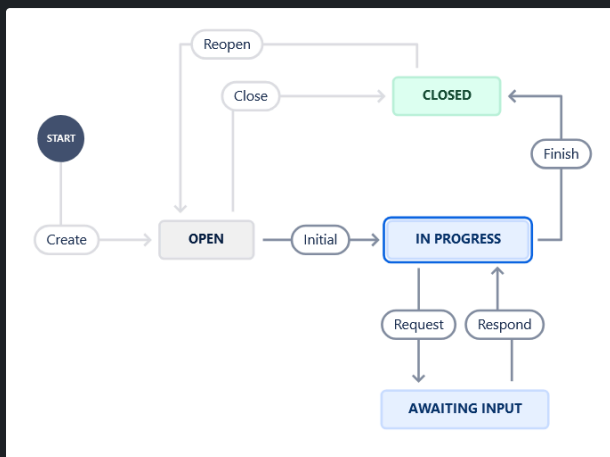 Reopen
Close
CLOSED
START
Finish
Create
OPEN
Initial
IN PROGRESS
Request
Respond
AWAITING INPUT